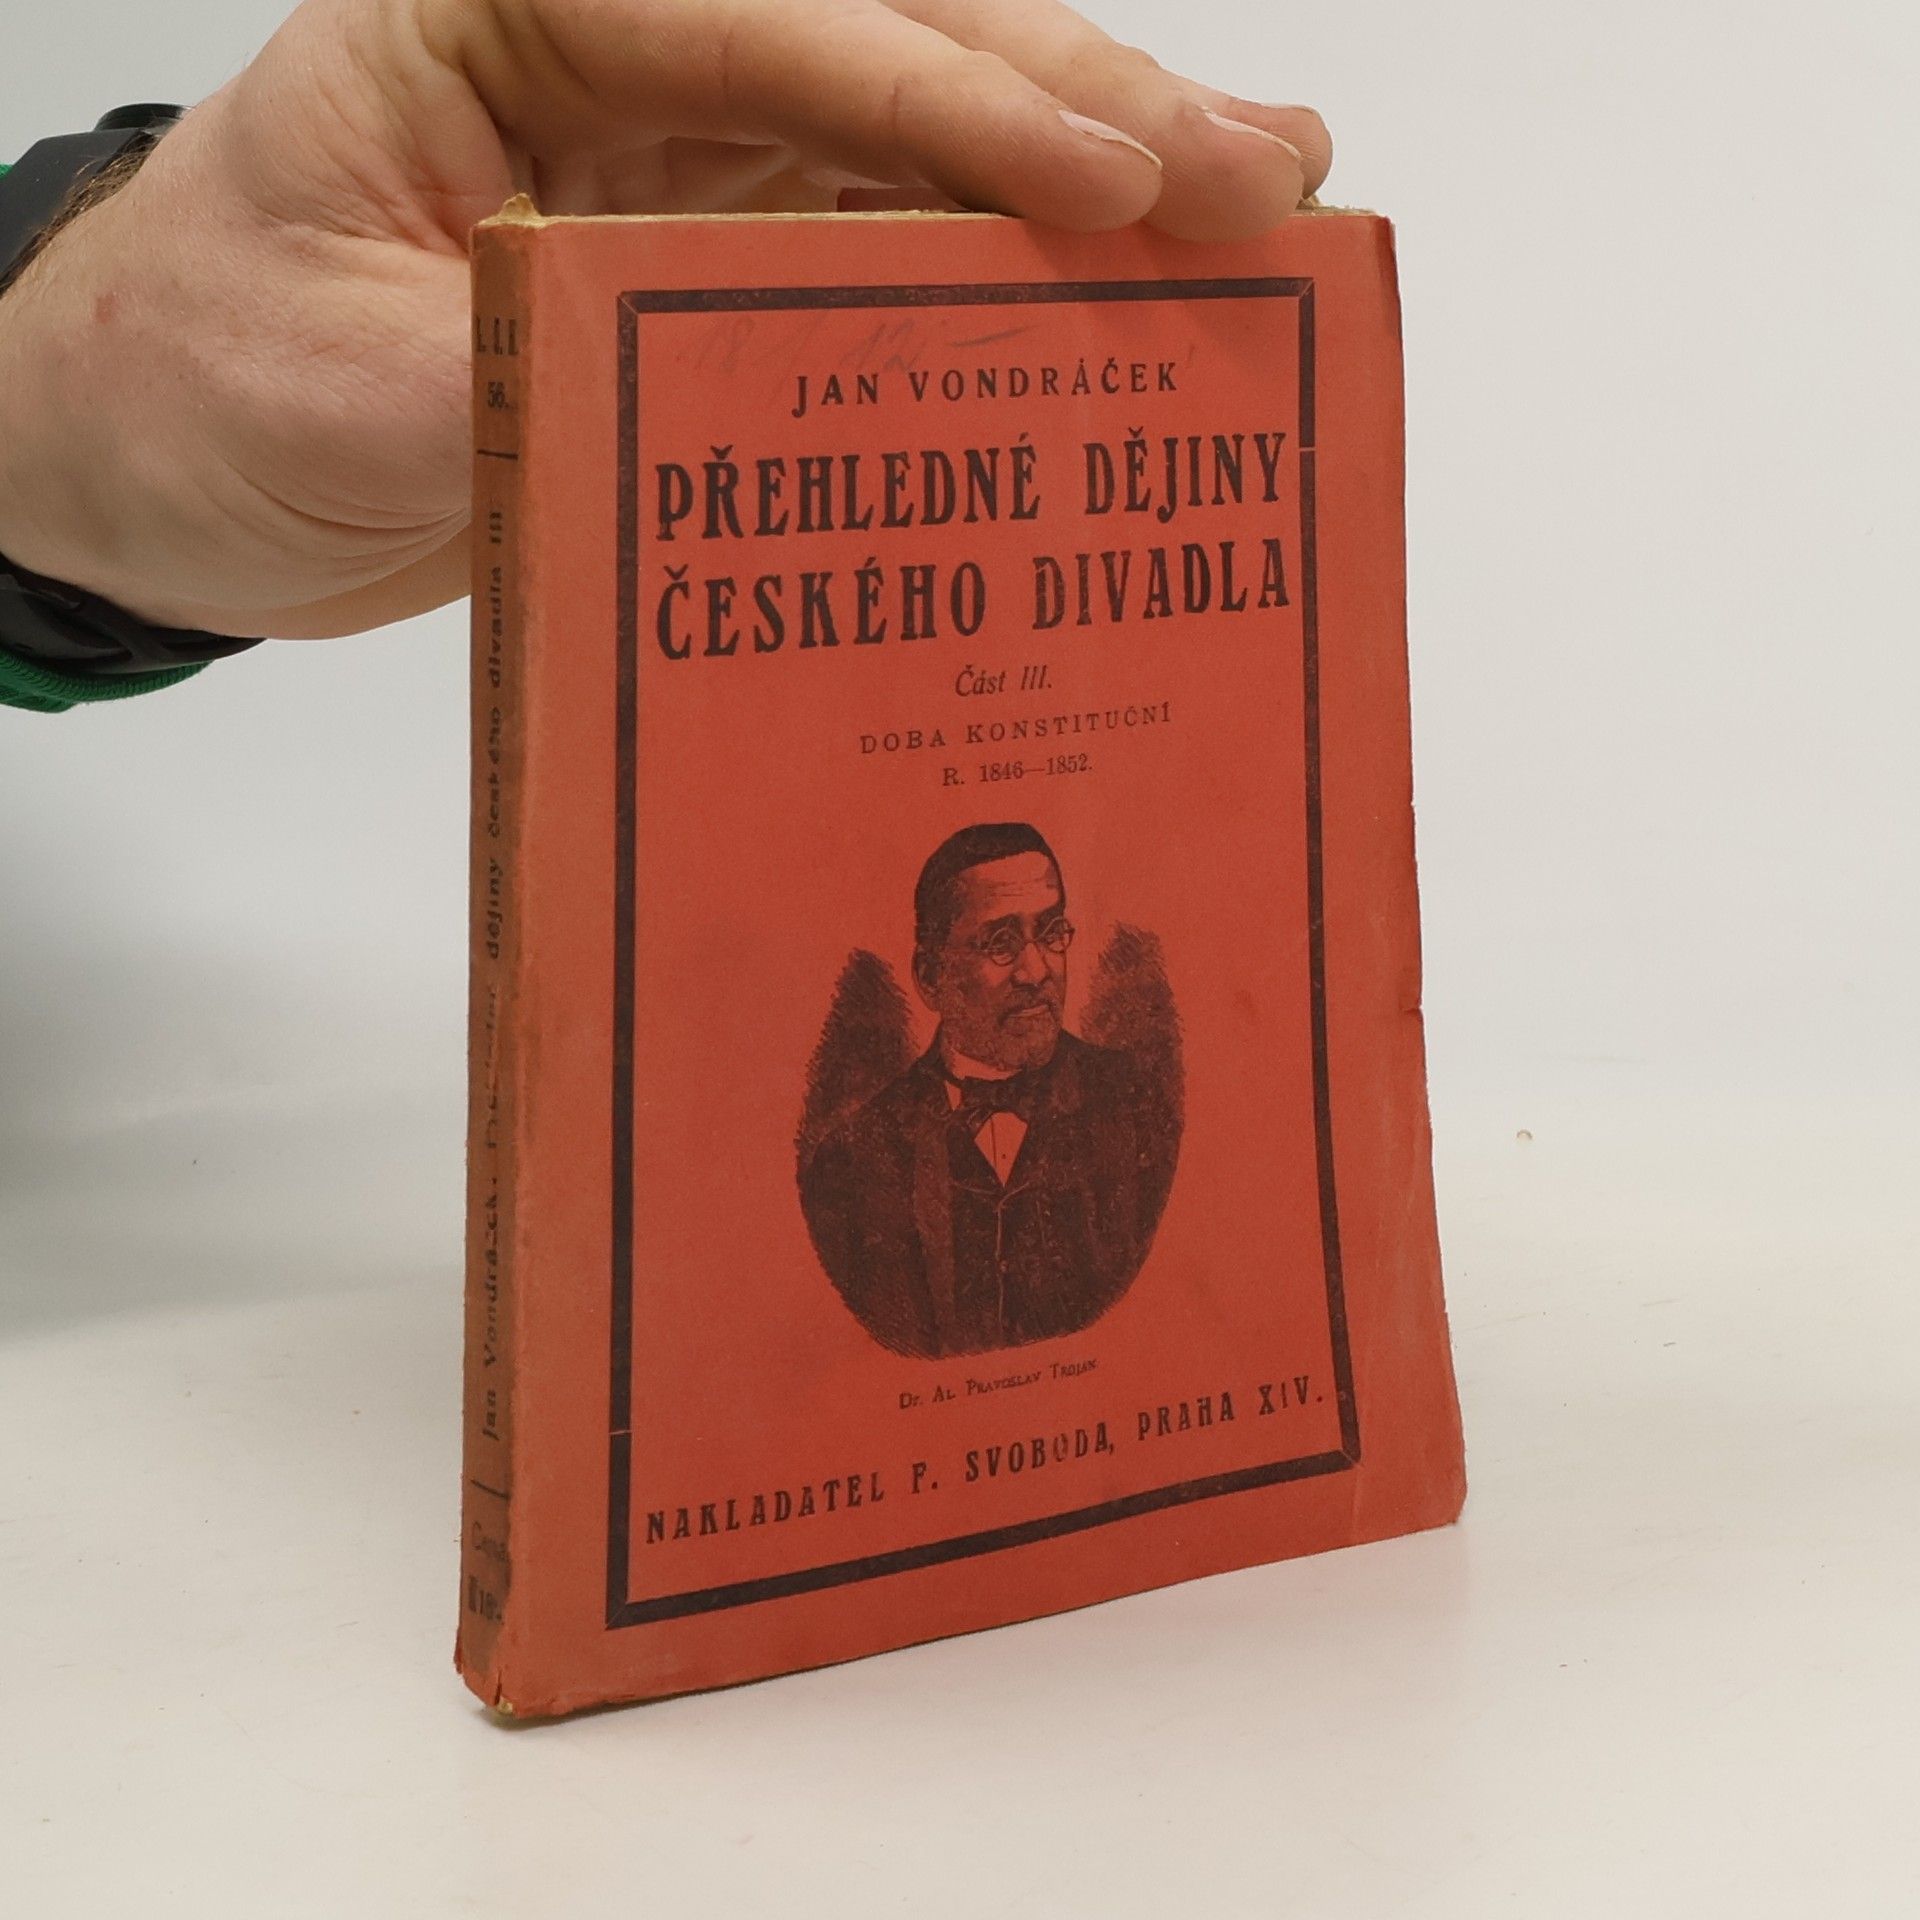 JAN VONDRÁČEK
PŘEHLEDNÉ DĚJINY
ČESKÉHO DIVADLA
Část III.
DOBA KONSTITUČNÍ
R. 1846—1852.
Dr. AL PRAVOSLAV TROJAN
NAKLADATEL F. SVOBODA, PRAHA XIV.
56.
Jan Vondráček: dějiny českého divadla III
Cena